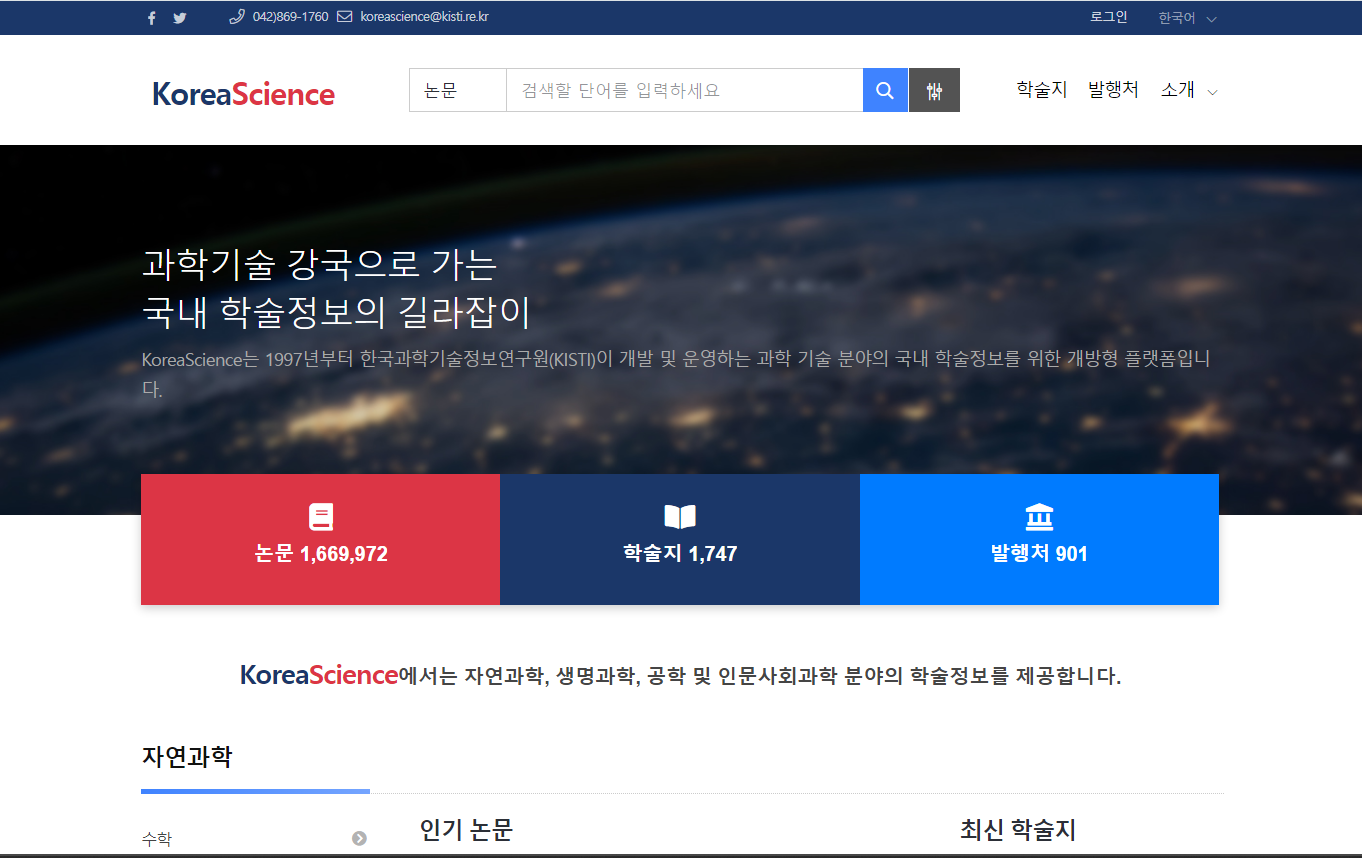 042)869-1760 koreascience@kisti.re.kr 로그인 한국어
KoreaScience 논문 검색할 단어를 입력하세요 학술지 발행처 소개
과학기술 강국으로 가는
국내 학술정보의 길라잡이
KoreaScience는 1997년부터 한국과학기술정보연구원(KISTI)이 개발 및 운영하는 과학 기술 분야의 국내 학술정보를 위한 개방형 플랫폼입니
다.
논문 1,669,972 학술지 1,747 발행처 901
KoreaScience에서는 자연과학, 생명과학, 공학 및 인문사회과학 분야의 학술정보를 제공합니다.
자연과학
수학 인기 논문 최신 학술지